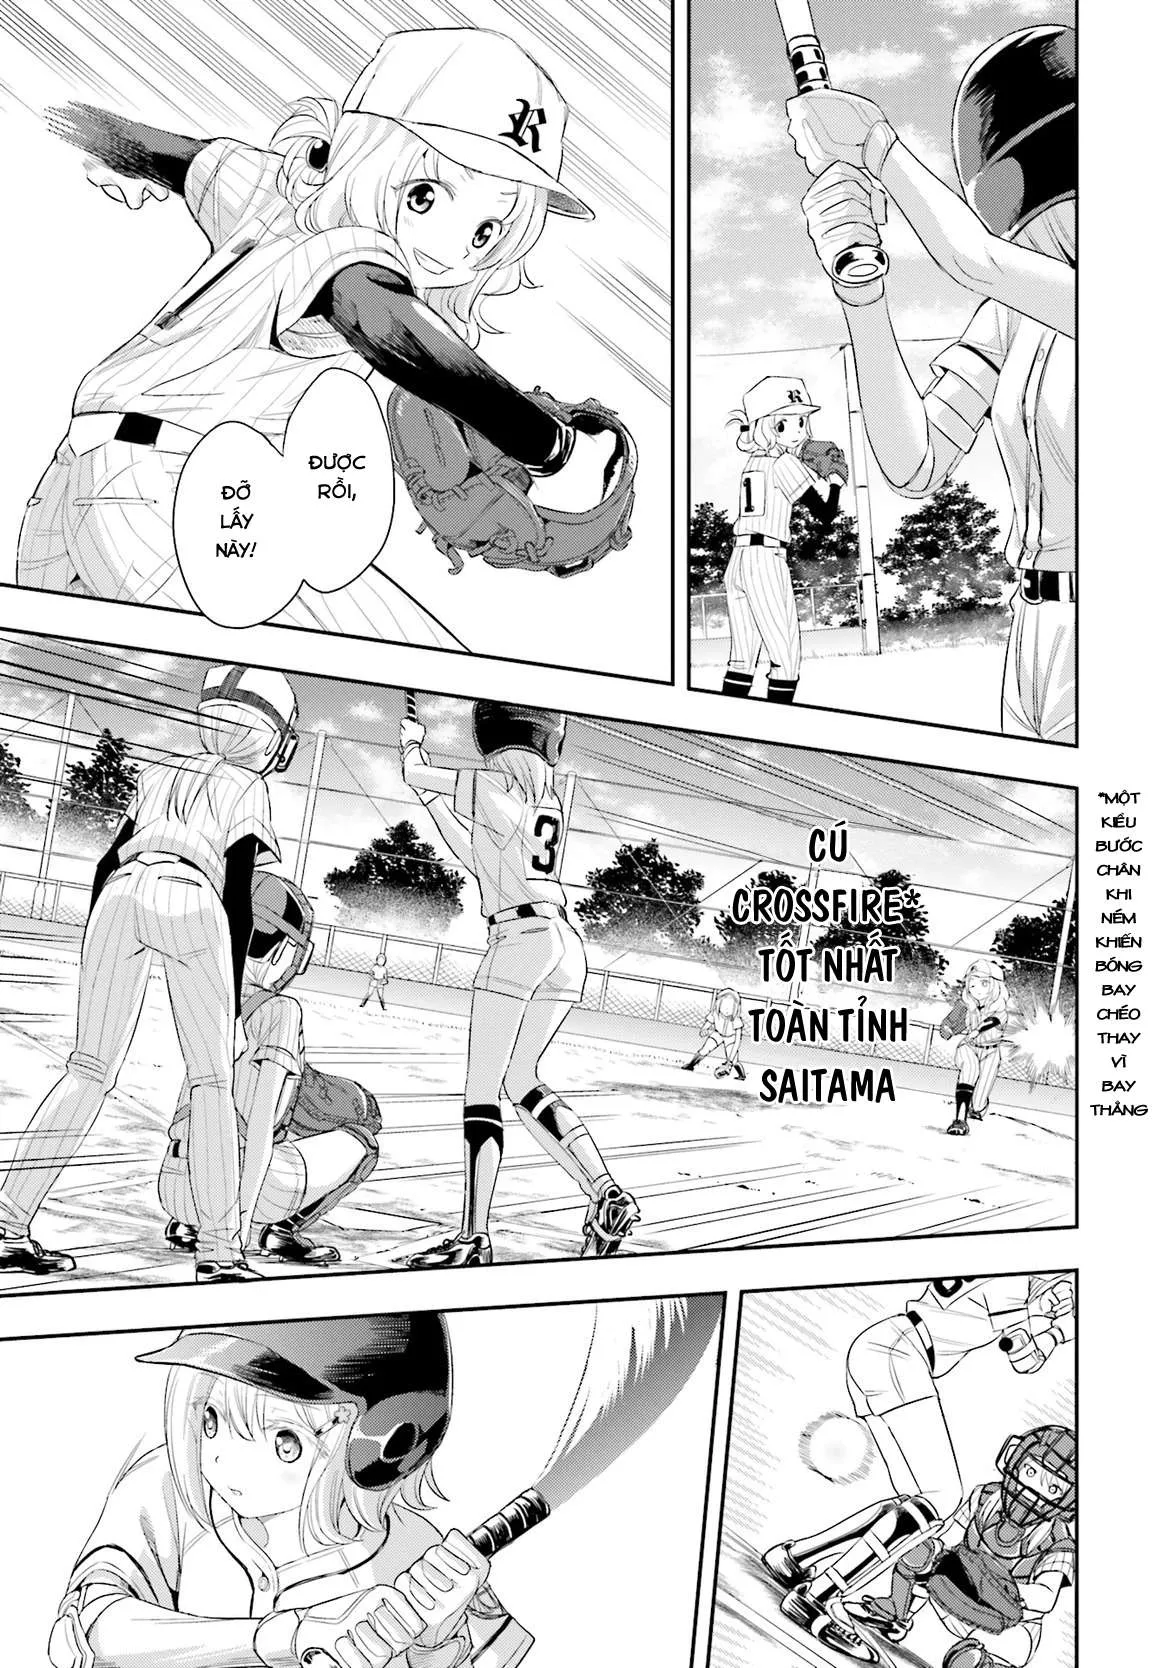 R
R
1
ĐƯỢC
RỒI,
ĐỠ
LẤY
NÀY!
3
CÚ
CROSSFIRE*
TỐT NHẤT
TOÀN TỈNH
SAITAMA
*MỘT
KIỂU
BƯỚC
CHÂN
KHI
NÉM
KHIẾN
BÓNG
BAY
CHÉO
THAY
VÌ
BAY
THẲNG